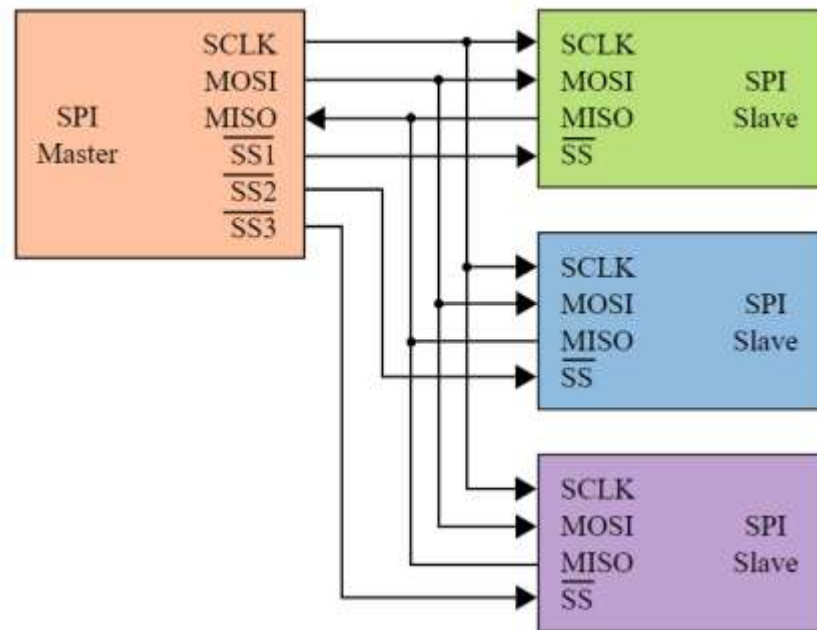 SPI
Master
SCLK
MOSI
MISO
SS1
SS2
SS3
SCLK
MOSI
MISO
SS
SPI
Slave
SCLK
MOSI
MISO
SS
SPI
Slave
SCLK
MOSI
MISO
SS
SPI
Slave